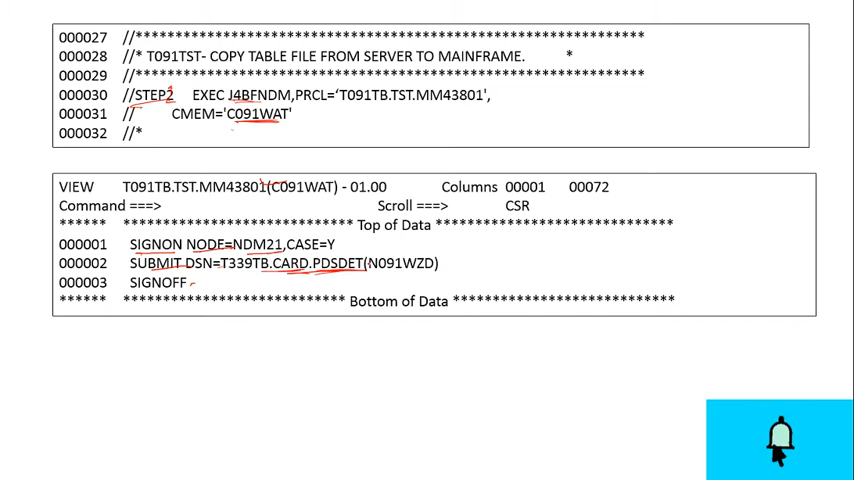 000027 //******************************************************************
000028 //* T091TST- COPY TABLE FILE FROM SERVER TO MAINFRAME. *
000029 //******************************************************************
000030 //STEP2 EXEC J4BFNDM,PRCL=‘T091TB.TST.MM43801',
000031 // CMEM='C091WAT'
000032 //*
VIEW T091TB.TST.MM43801(C091WAT) - 01.00 Columns 00001 00072
Command ===> Scroll ===> CSR
****** **************************** Top of Data *****************************
000001 SIGNON NODE=NDM21,CASE=Y
000002 SUBMIT DSN=T339TB.CARD.PDSDET(N091WZD)
000003 SIGNOFF
****** *************************** Bottom of Data ***************************